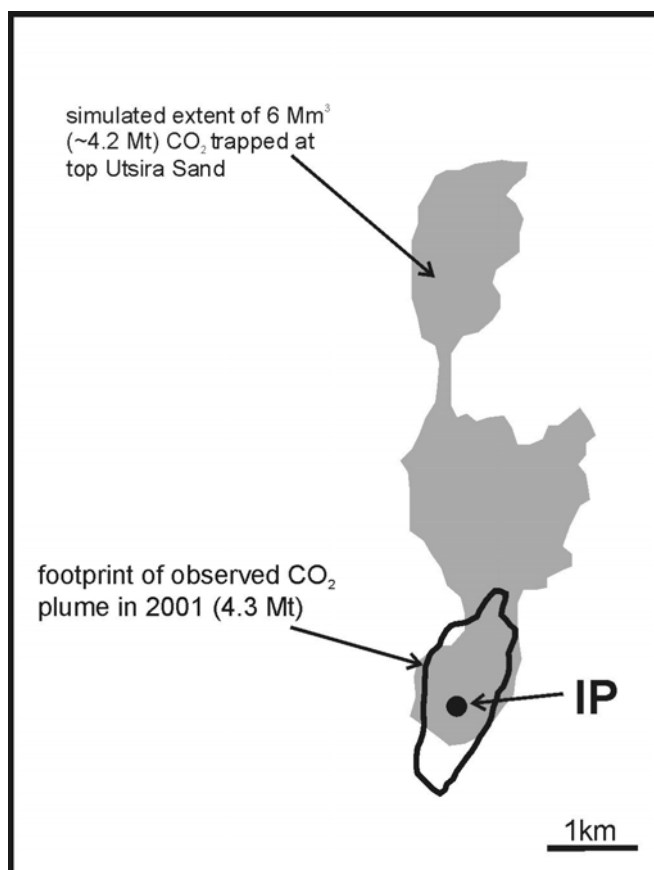 simulated extent of 6 Mm³
(~4.2 Mt) CO₂ trapped at
top Utsira Sand
footprint of observed CO₂
plume in 2001 (4.3 Mt)
IP
1km